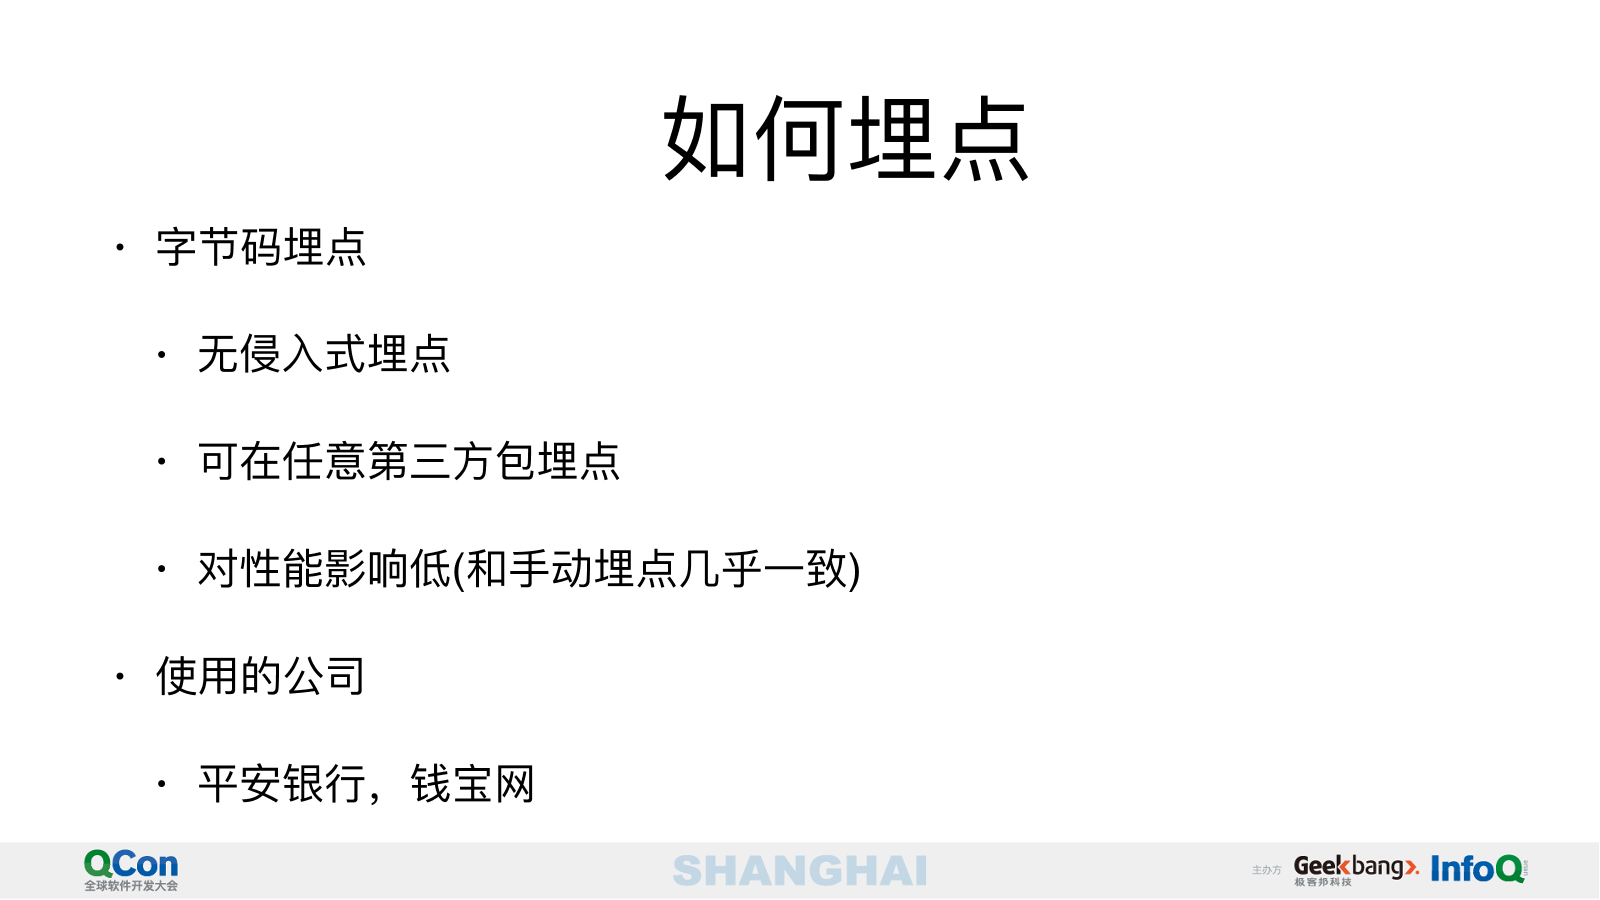 如何埋点
• 字节码埋点
• 无侵入式埋点
• 可在任意第三方包埋点
• 对性能影响低(和手动埋点几乎一致)
• 使用的公司
• 平安银行，钱宝网
QCon
全球软件开发大会
SHANGHAI
主办方
Geekbang>.
极客邦科技
InfoQ